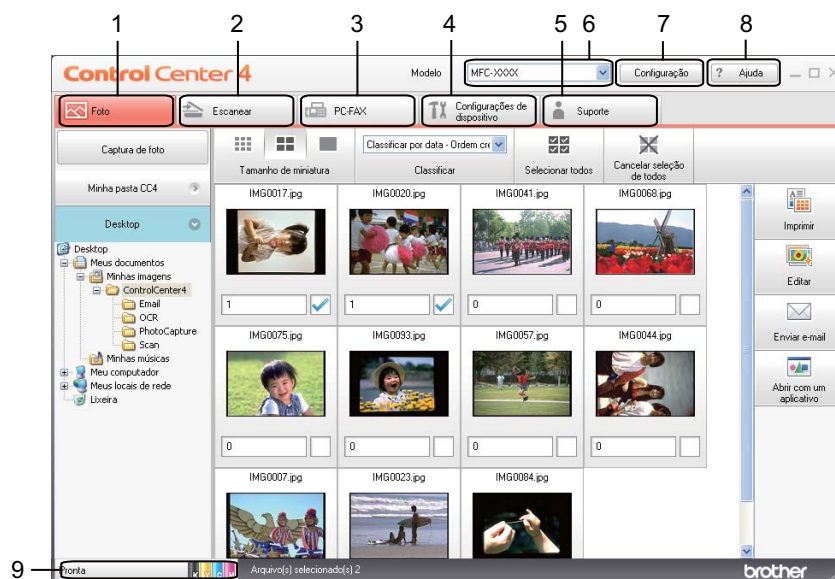 1 2 3 4 5 6 7 8
Control Center 4
Modelo
MFC-XXXX
Configuração
? Ajuda
Foto
Escanear
PC-FAX
Configurações de
dispositivo
Suporte
Captura de foto
Minha pasta CC4
Desktop
Desktop
Meus documentos
Minhas imagens
ControlCenter4
Email
OCR
PhotoCapture
Scan
Minhas músicas
Meu computador
Meus locais de rede
Lixeira
Tamanho de miniatura
Classificar por data - Ordem cre
Classificar
Selecionar todos
Cancelar seleção
de todos
IMG0017.jpg IMG0020.jpg IMG0041.jpg IMG0068.jpg
1 1 0 0
IMG0075.jpg IMG0093.jpg IMG0057.jpg IMG0044.jpg
0 0 0 0
IMG0007.jpg IMG0023.jpg IMG0084.jpg
Imprimir
Editar
Enviar e-mail
Abrir com um
aplicativo
9
Pronta
K Y C M
Arquivo(s) selecionado(s) 2
brother